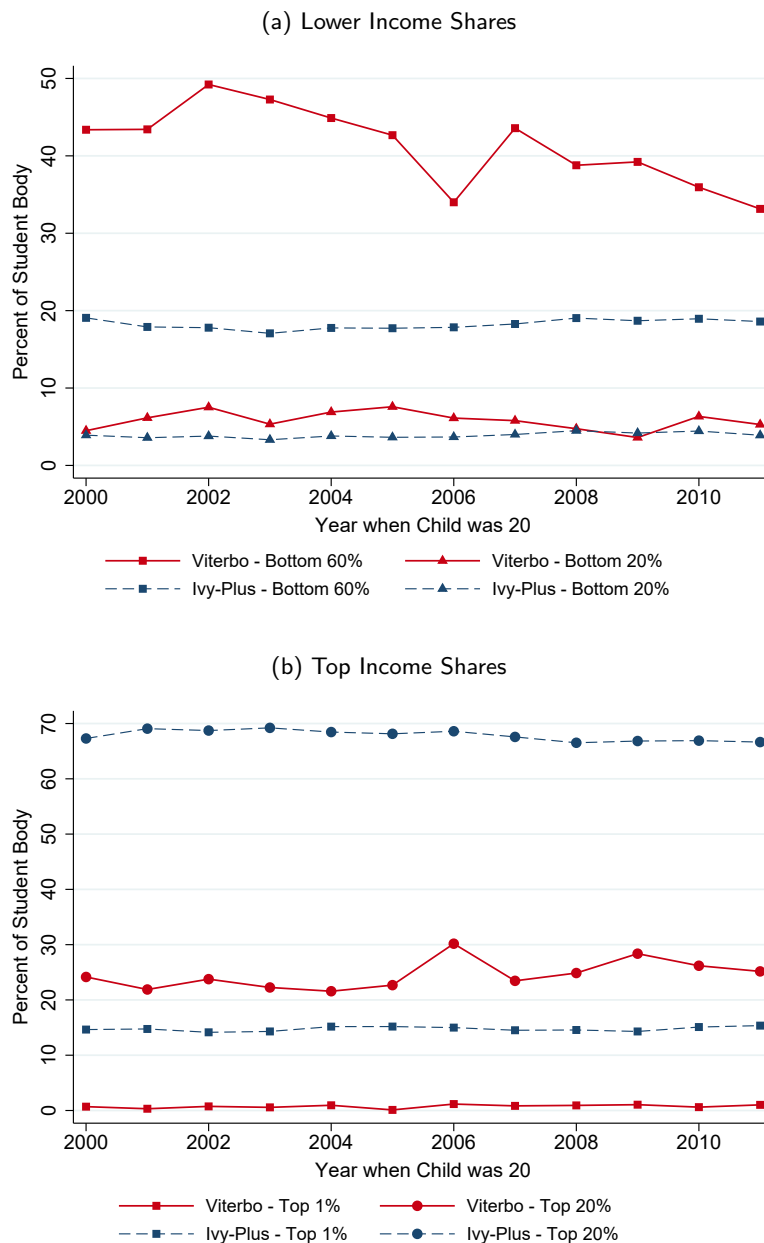 (a) Lower Income Shares
Percent of Student Body
50
40
30
20
10
0
2000 2002 2004 2006 2008 2010
Year when Child was 20
Viterbo - Bottom 60% Viterbo - Bottom 20%
Ivy-Plus - Bottom 60% Ivy-Plus - Bottom 20%
(b) Top Income Shares
Percent of Student Body
70
60
50
40
30
20
10
0
2000 2002 2004 2006 2008 2010
Year when Child was 20
Viterbo - Top 1% Viterbo - Top 20%
Ivy-Plus - Top 1% Ivy-Plus - Top 20%